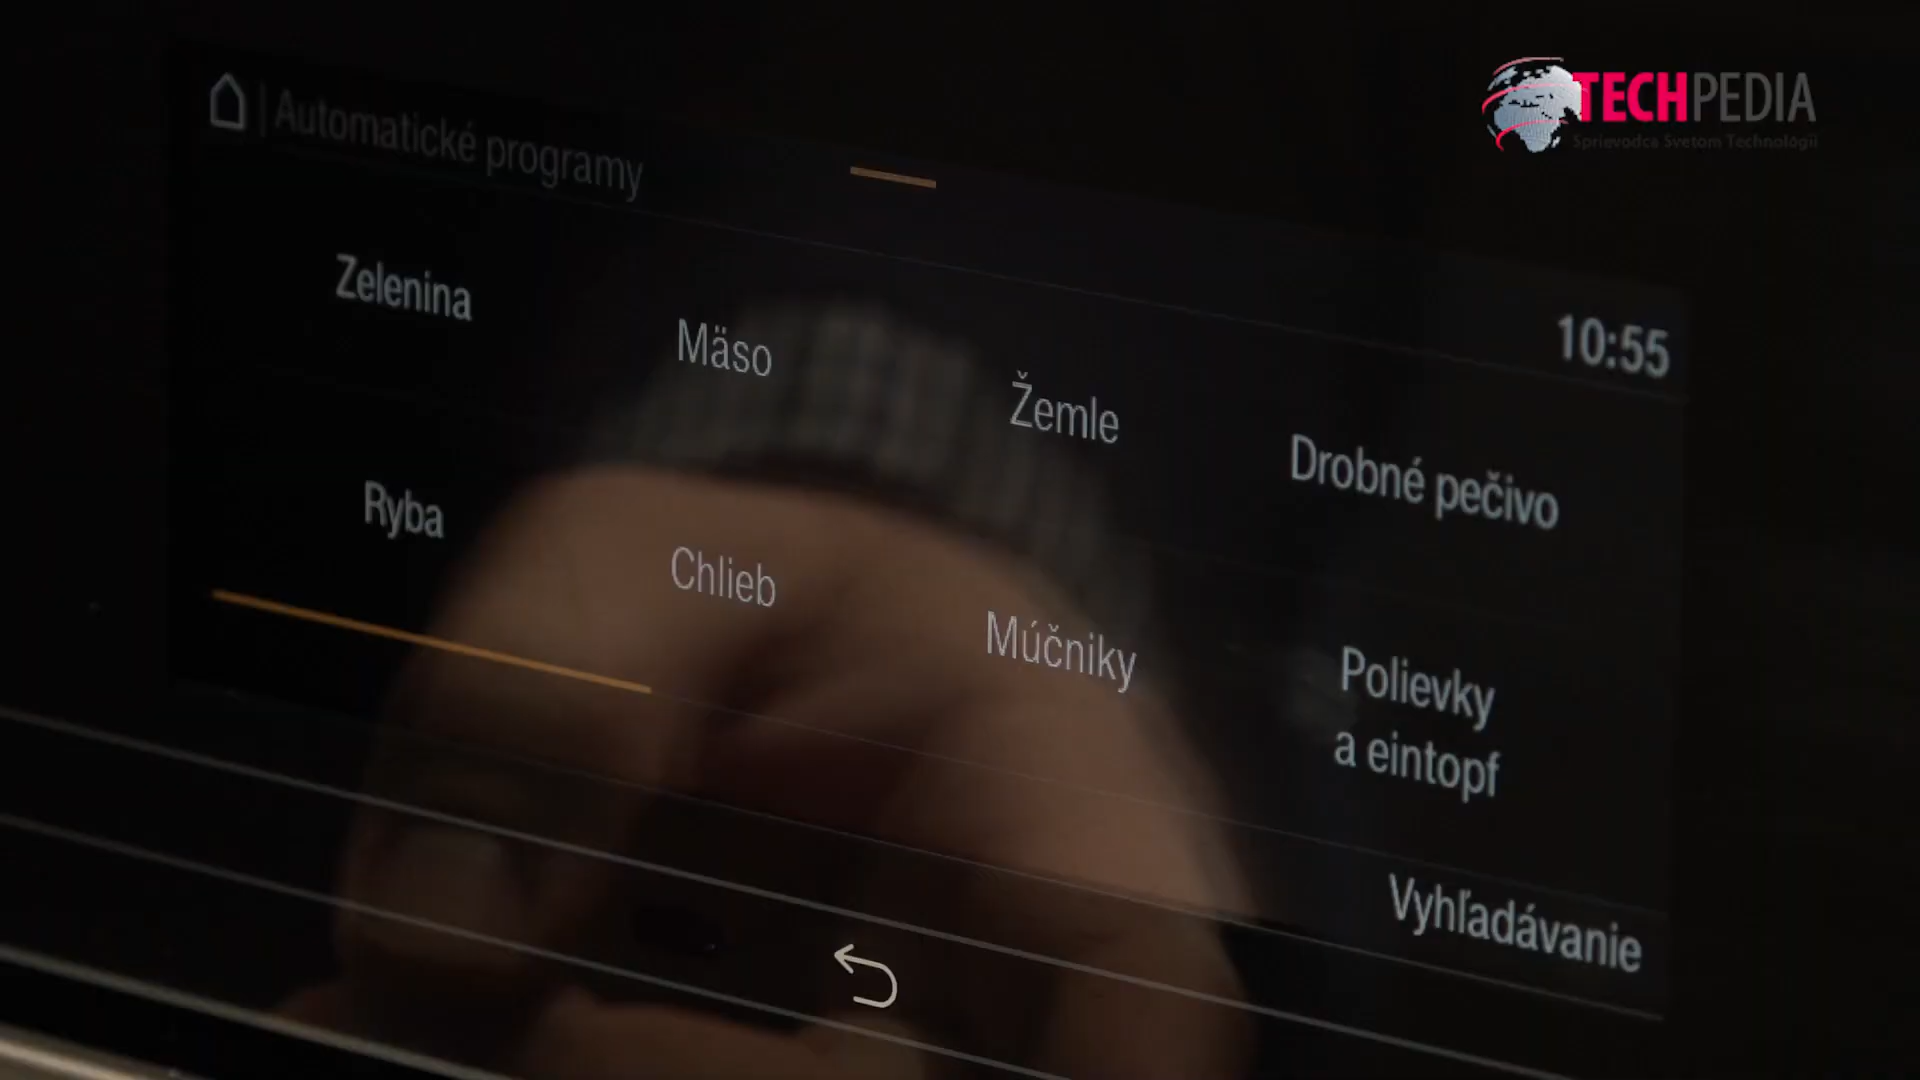 TECHPEDIA
Sprievodca Svetom Technológií
Automatické programy
10:55
Zelenina
Mäso
Žemle
Drobné pečivo
Ryba
Chlieb
Múčniky
Polievky
a eintopf
Vyhľadávanie